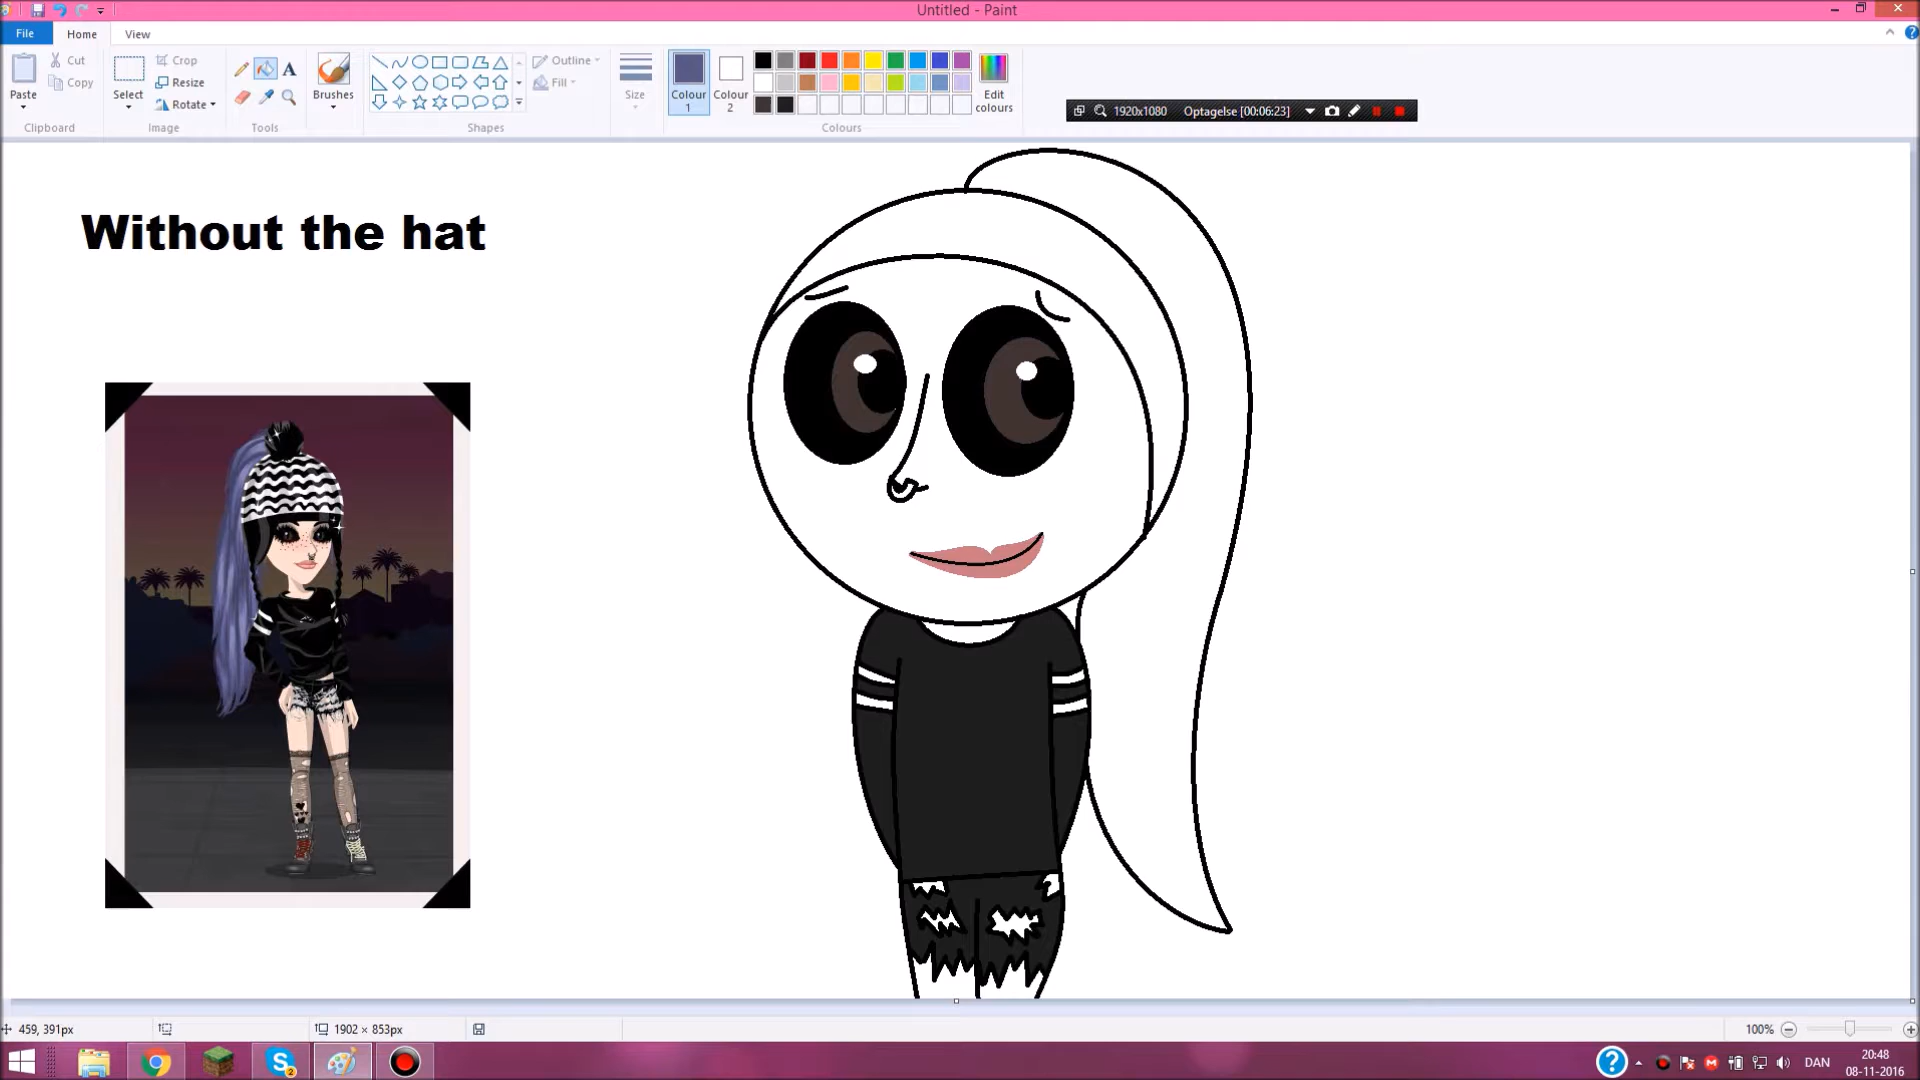 Untitled - Paint
File Home View
Cut
Copy
Paste
Clipboard
Crop
Resize
Rotate
Select
Image
Tools
Brushes
Outline
Fill
Shapes
Size
Colour 1
Colour 2
Edit colours
Colours
1920x1080 Optagelse [00:06:23]
Without the hat
459, 391px
1902 × 853px
100%
DAN
20:48
08-11-2016